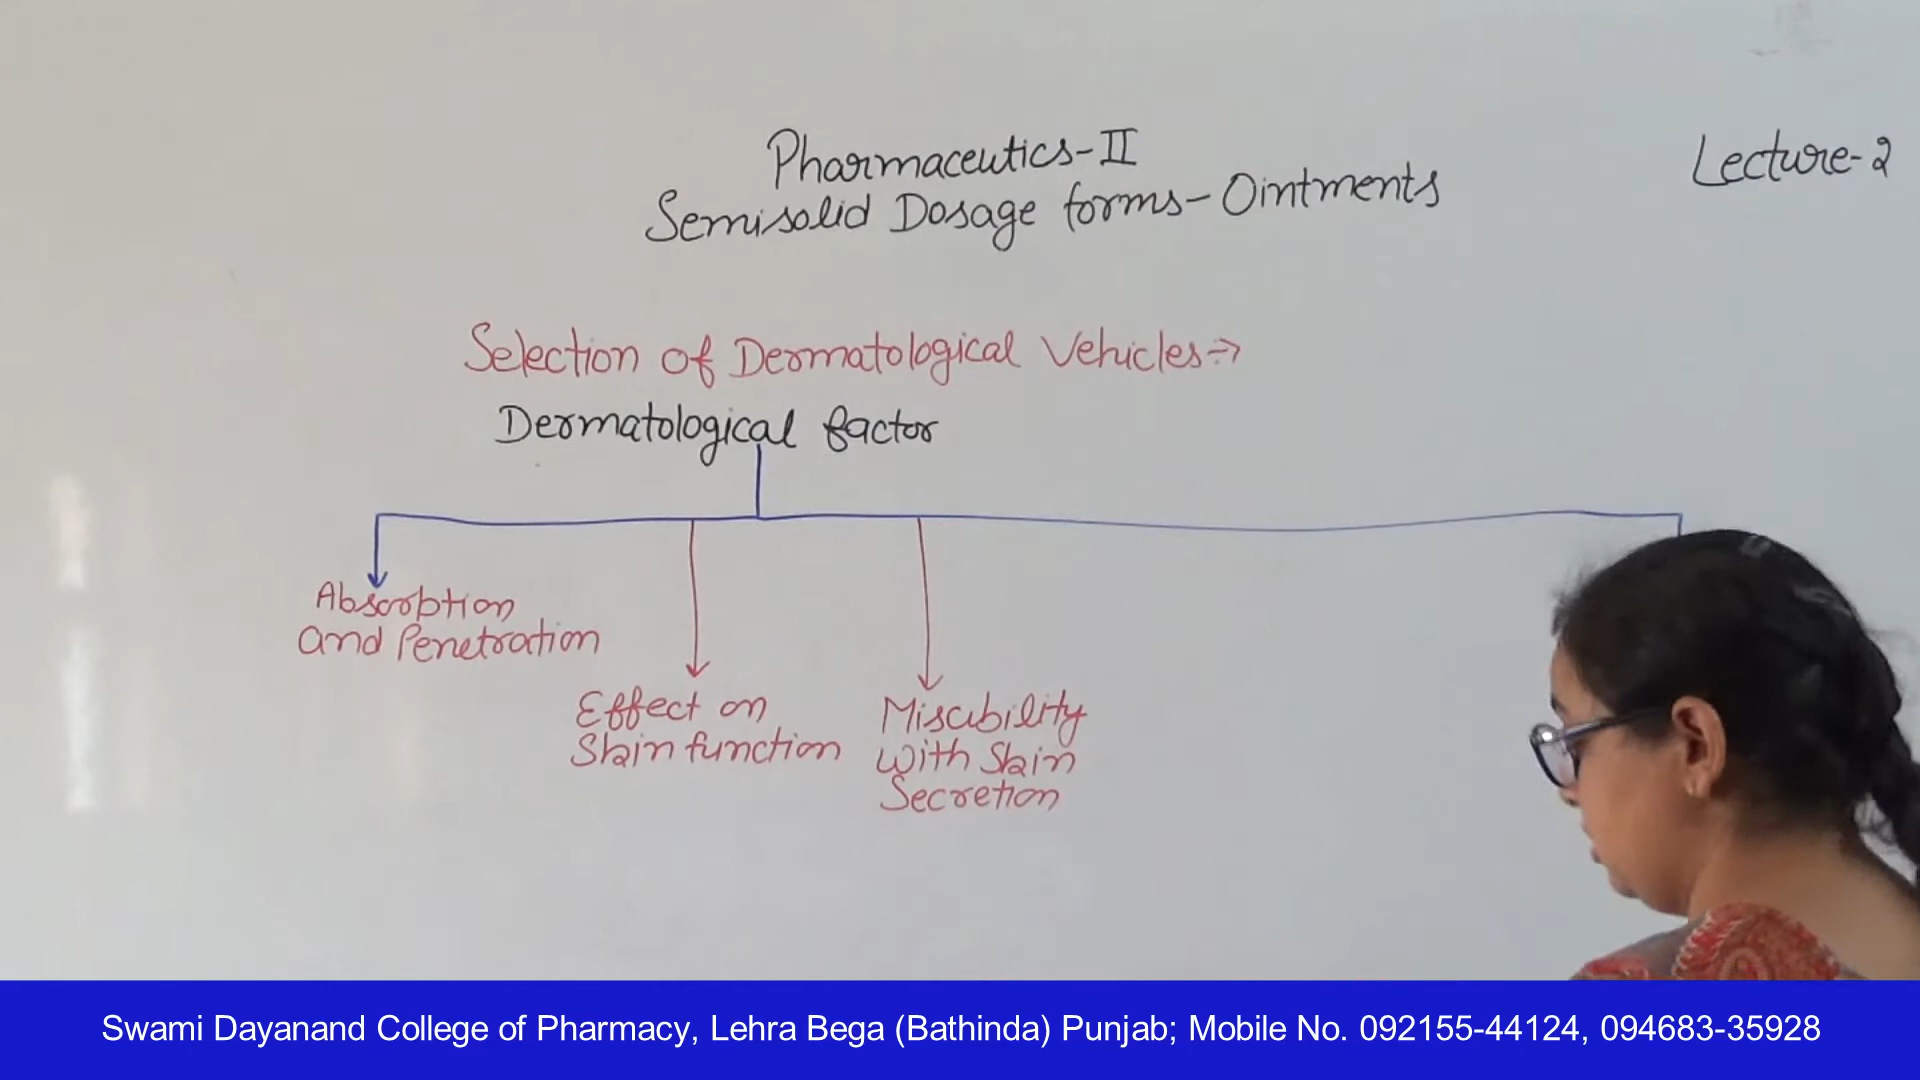 Pharmaceutics-II
Lecture-2
Semisolid Dosage forms-Ointments
Selection of Dermatological Vehicles:→
Dermatological factor
Absorption
and Penetration
Effect on
Skin function
Miscibility
with Skin
Secretion
Swami Dayanand College of Pharmacy, Lehra Bega (Bathinda) Punjab; Mobile No. 092155-44124, 094683-35928